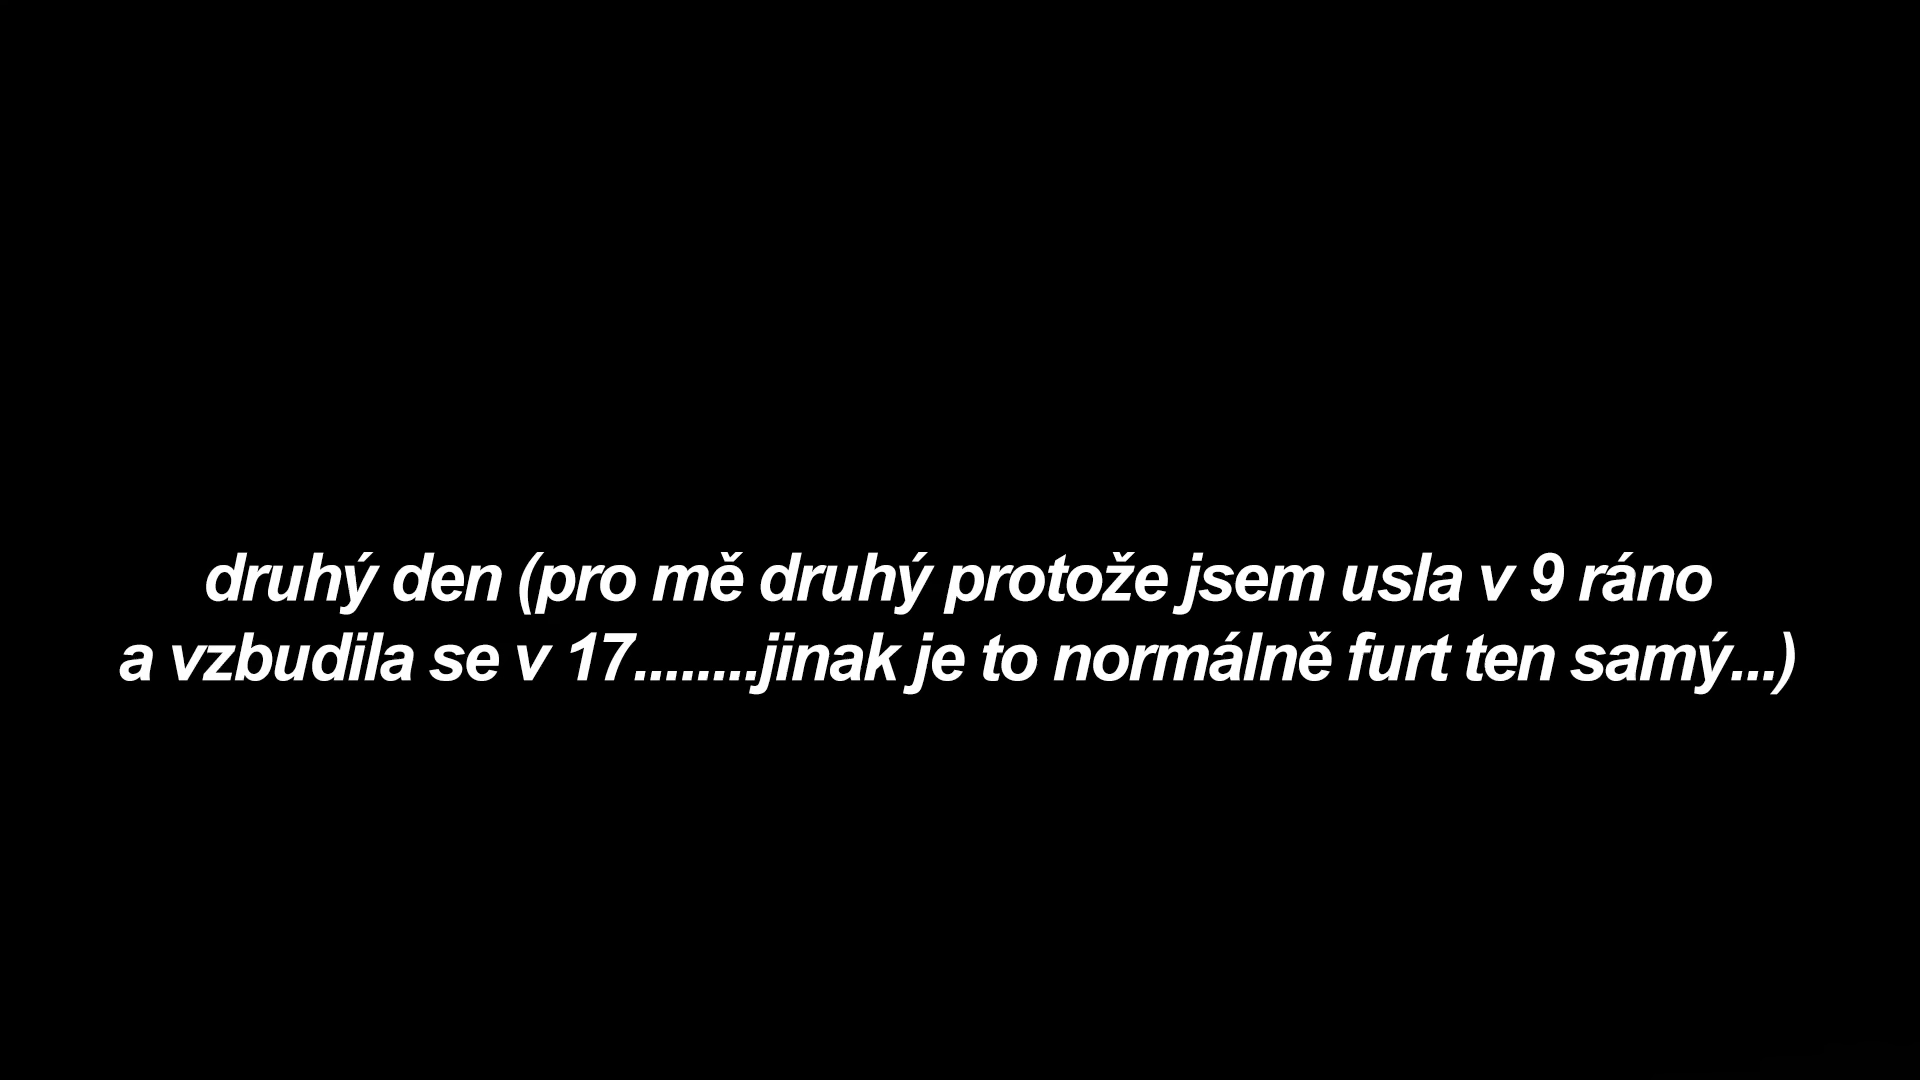 druhý den (pro mě druhý protože jsem usla v 9 ráno
a vzbudila se v 17........jinak je to normálně furt ten samý...)